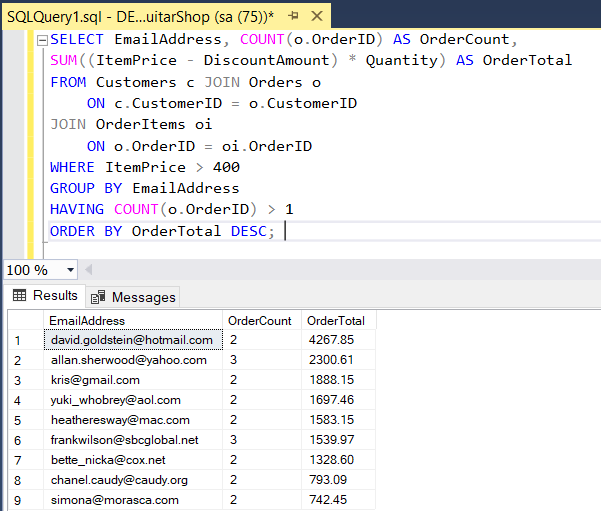 SQLQuery1.sql - DE...uitarShop (sa (75))*
SELECT EmailAddress, COUNT(o.OrderID) AS OrderCount,
SUM((ItemPrice - DiscountAmount) * Quantity) AS OrderTotal
FROM Customers c JOIN Orders o
ON c.CustomerID = o.CustomerID
JOIN OrderItems oi
ON o.OrderID = oi.OrderID
WHERE ItemPrice > 400
GROUP BY EmailAddress
HAVING COUNT(o.OrderID) > 1
ORDER BY OrderTotal DESC;
100 %
Results Messages
EmailAddress OrderCount OrderTotal
1 david.goldstein@hotmail.com 2 4267.85
2 allan.sherwood@yahoo.com 3 2300.61
3 kris@gmail.com 2 1888.15
4 yuki_whobrey@aol.com 2 1697.46
5 heatheresway@mac.com 2 1583.15
6 frankwilson@sbcglobal.net 3 1539.97
7 bette_nicka@cox.net 2 1328.60
8 chanel.caudy@caudy.org 2 793.09
9 simona@morasca.com 2 742.45